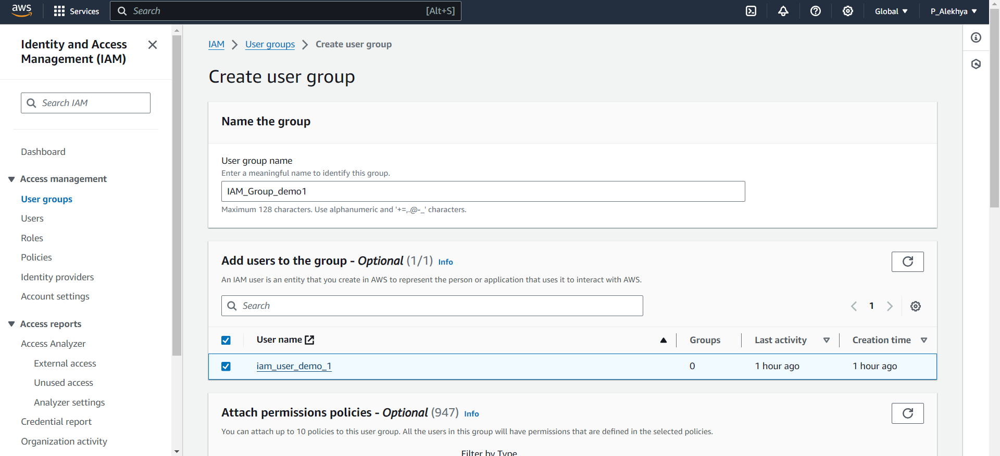 aws
Services
Search
[Alt+S]
Global
P_Alekhya
Identity and Access
Management (IAM)
Search IAM
Dashboard
Access management
User groups
Users
Roles
Policies
Identity providers
Account settings
Access reports
Access Analyzer
External access
Unused access
Analyzer settings
Credential report
Organization activity
IAM
User groups
Create user group
Create user group
Name the group
User group name
Enter a meaningful name to identify this group.
IAM_Group_demo1
Maximum 128 characters. Use alphanumeric and '+=,.@-_' characters.
Add users to the group - Optional (1/1) Info
An IAM user is an entity that you create in AWS to represent the person or application that uses it to interact with AWS.
Search
1
User name Groups Last activity Creation time
iam_user_demo_1 0 1 hour ago 1 hour ago
Attach permissions policies - Optional (947) Info
You can attach up to 10 policies to this user group. All the users in this group will have permissions that are defined in the selected policies.
Filter by Type